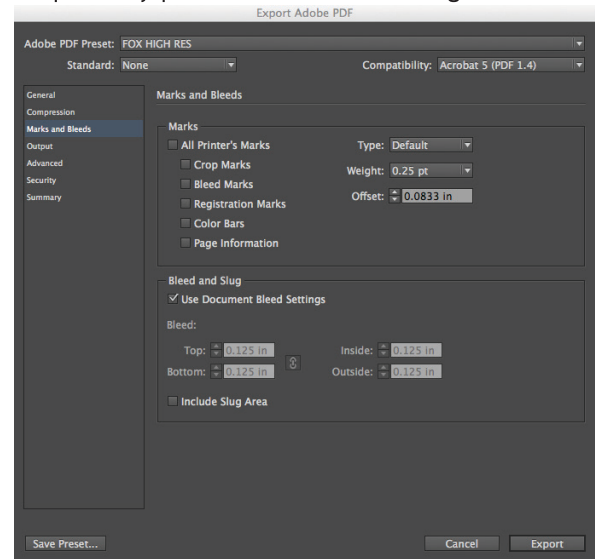 Export Adobe PDF
Adobe PDF Preset: FOX HIGH RES
Standard: None
Compatibility: Acrobat 5 (PDF 1.4)
General
Compression
Marks and Bleeds
Output
Advanced
Security
Summary
Marks and Bleeds
Marks
All Printer's Marks
Crop Marks
Bleed Marks
Registration Marks
Color Bars
Page Information
Type: Default
Weight: 0.25 pt
Offset: 0.0833 in
Bleed and Slug
Use Document Bleed Settings
Bleed:
Top: 0.125 in
Bottom: 0.125 in
Inside: 0.125 in
Outside: 0.125 in
Include Slug Area
Save Preset...
Cancel
Export